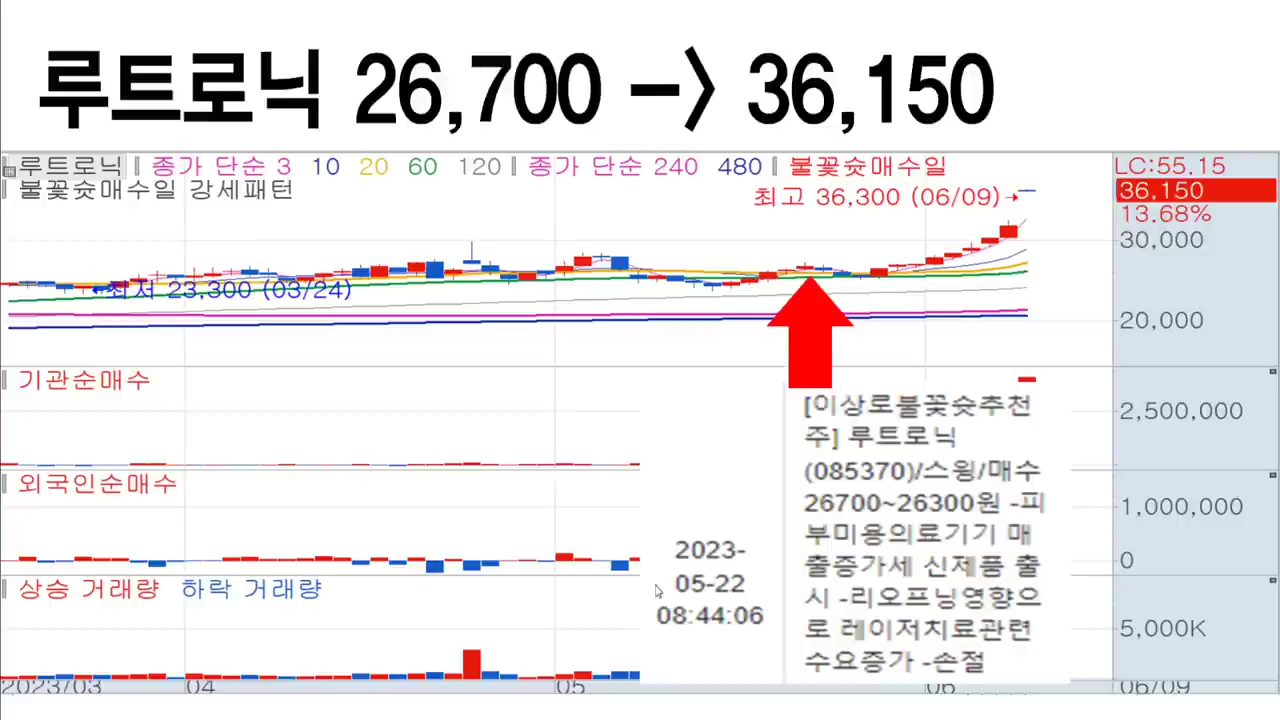 루트로닉 26,700 -> 36,150
루트로닉 종가 단순 3 10 20 60 120 종가 단순 240 480 불꽃슛매수일 LC:55.15
불꽃슛매수일 강세패턴 36,150
최고 36,300 (06/09) 13.68%
30,000
최저 23,300 (03/24)
20,000
기관순매수
2,500,000
외국인순매수
1,000,000
0
상승 거래량 하락 거래량
5,000K
2023-
05-22
08:44:06
[이상로불꽃슛추천
주] 루트로닉
(085370)/스윙/매수
26700~26300원 -피
부미용의료기기 매
출증가세 신제품 출
시 -리오프닝영향으
로 레이저치료관련
수요증가 -손절
2023/03 04 05 06 06/09